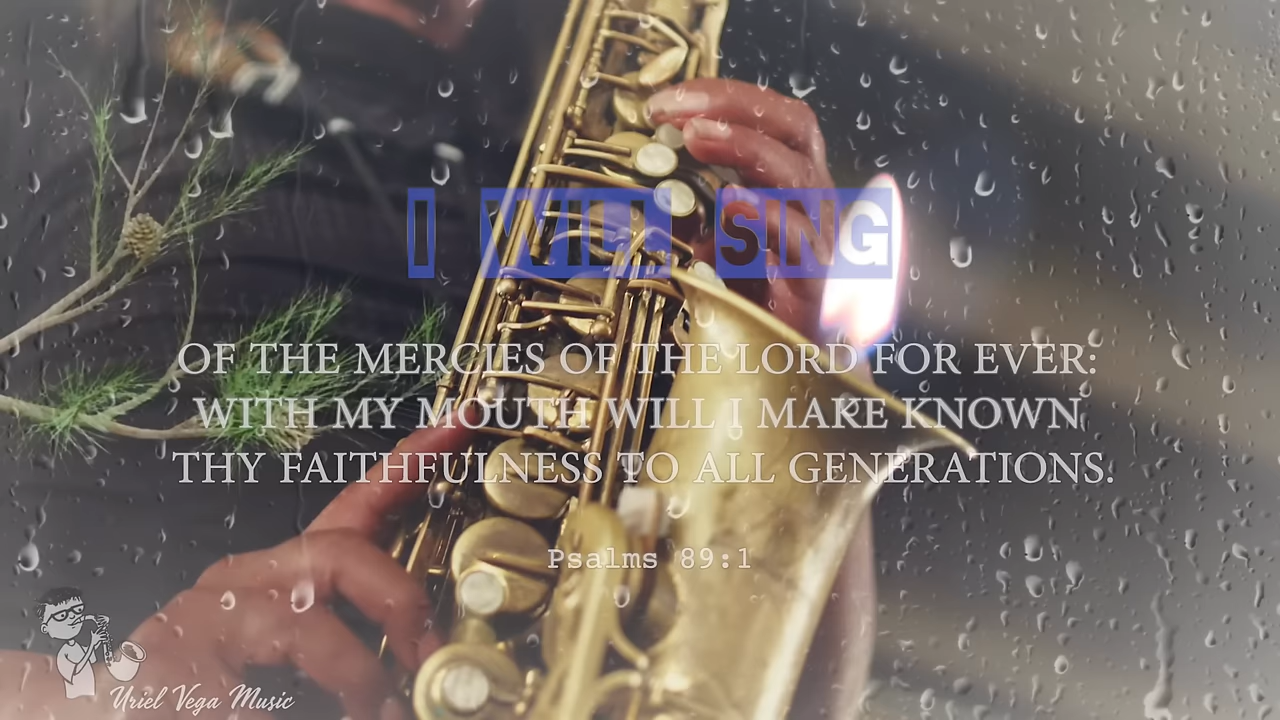 I WILL SING
OF THE MERCIES OF THE LORD FOR EVER:
WITH MY MOUTH WILL I MAKE KNOWN
THY FAITHFULNESS TO ALL GENERATIONS.
Psalms 89:1
Uriel Vega Music